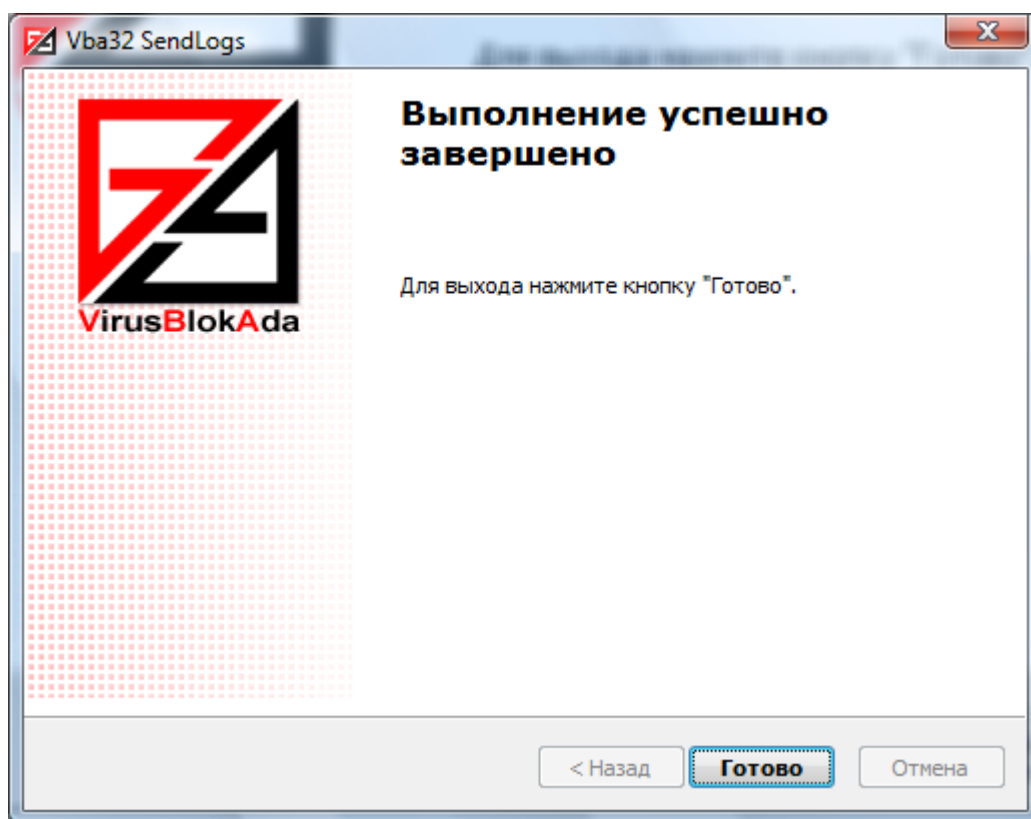 Vba32 SendLogs
Выполнение успешно
завершено
Для выхода нажмите кнопку "Готово".
VirusBlokAda
< Назад
Готово
Отмена